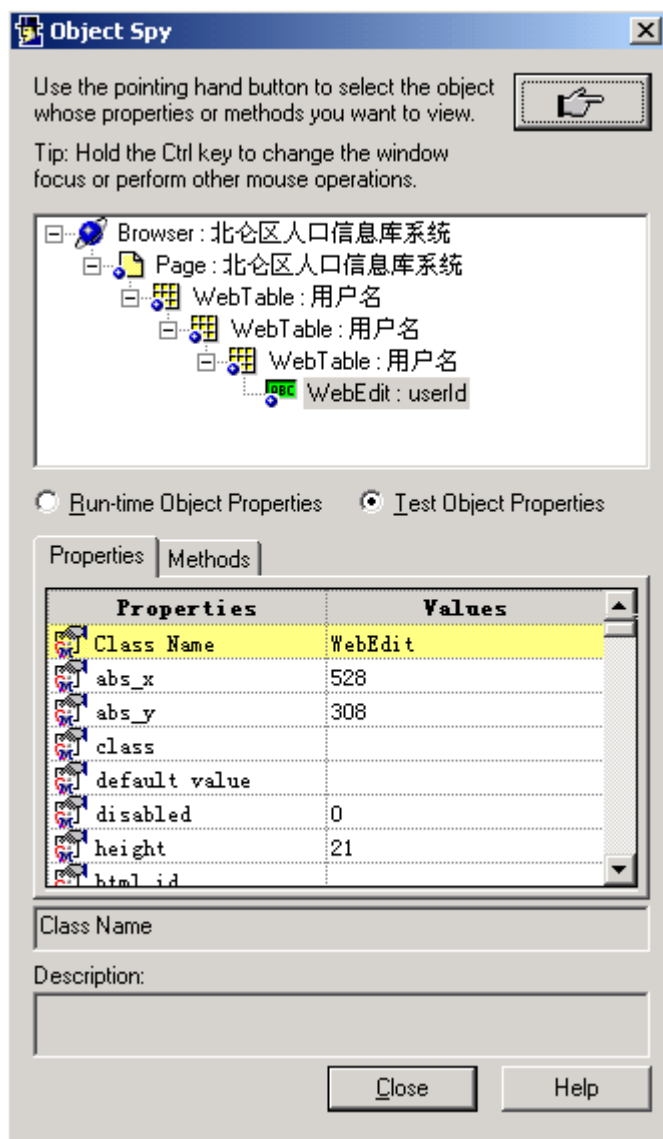 Object Spy
Use the pointing hand button to select the object
whose properties or methods you want to view.
Tip: Hold the Ctrl key to change the window
focus or perform other mouse operations.
Browser : 北仑区人口信息库系统
Page : 北仑区人口信息库系统
WebTable : 用户名
WebTable : 用户名
WebTable : 用户名
ABC WebEdit : userId
Run-time Object Properties Test Object Properties
Properties Methods
Properties Values
Class Name WebEdit
abs_x 528
abs_y 308
class
default value
disabled 0
height 21
html id
Class Name
Description:
Close Help